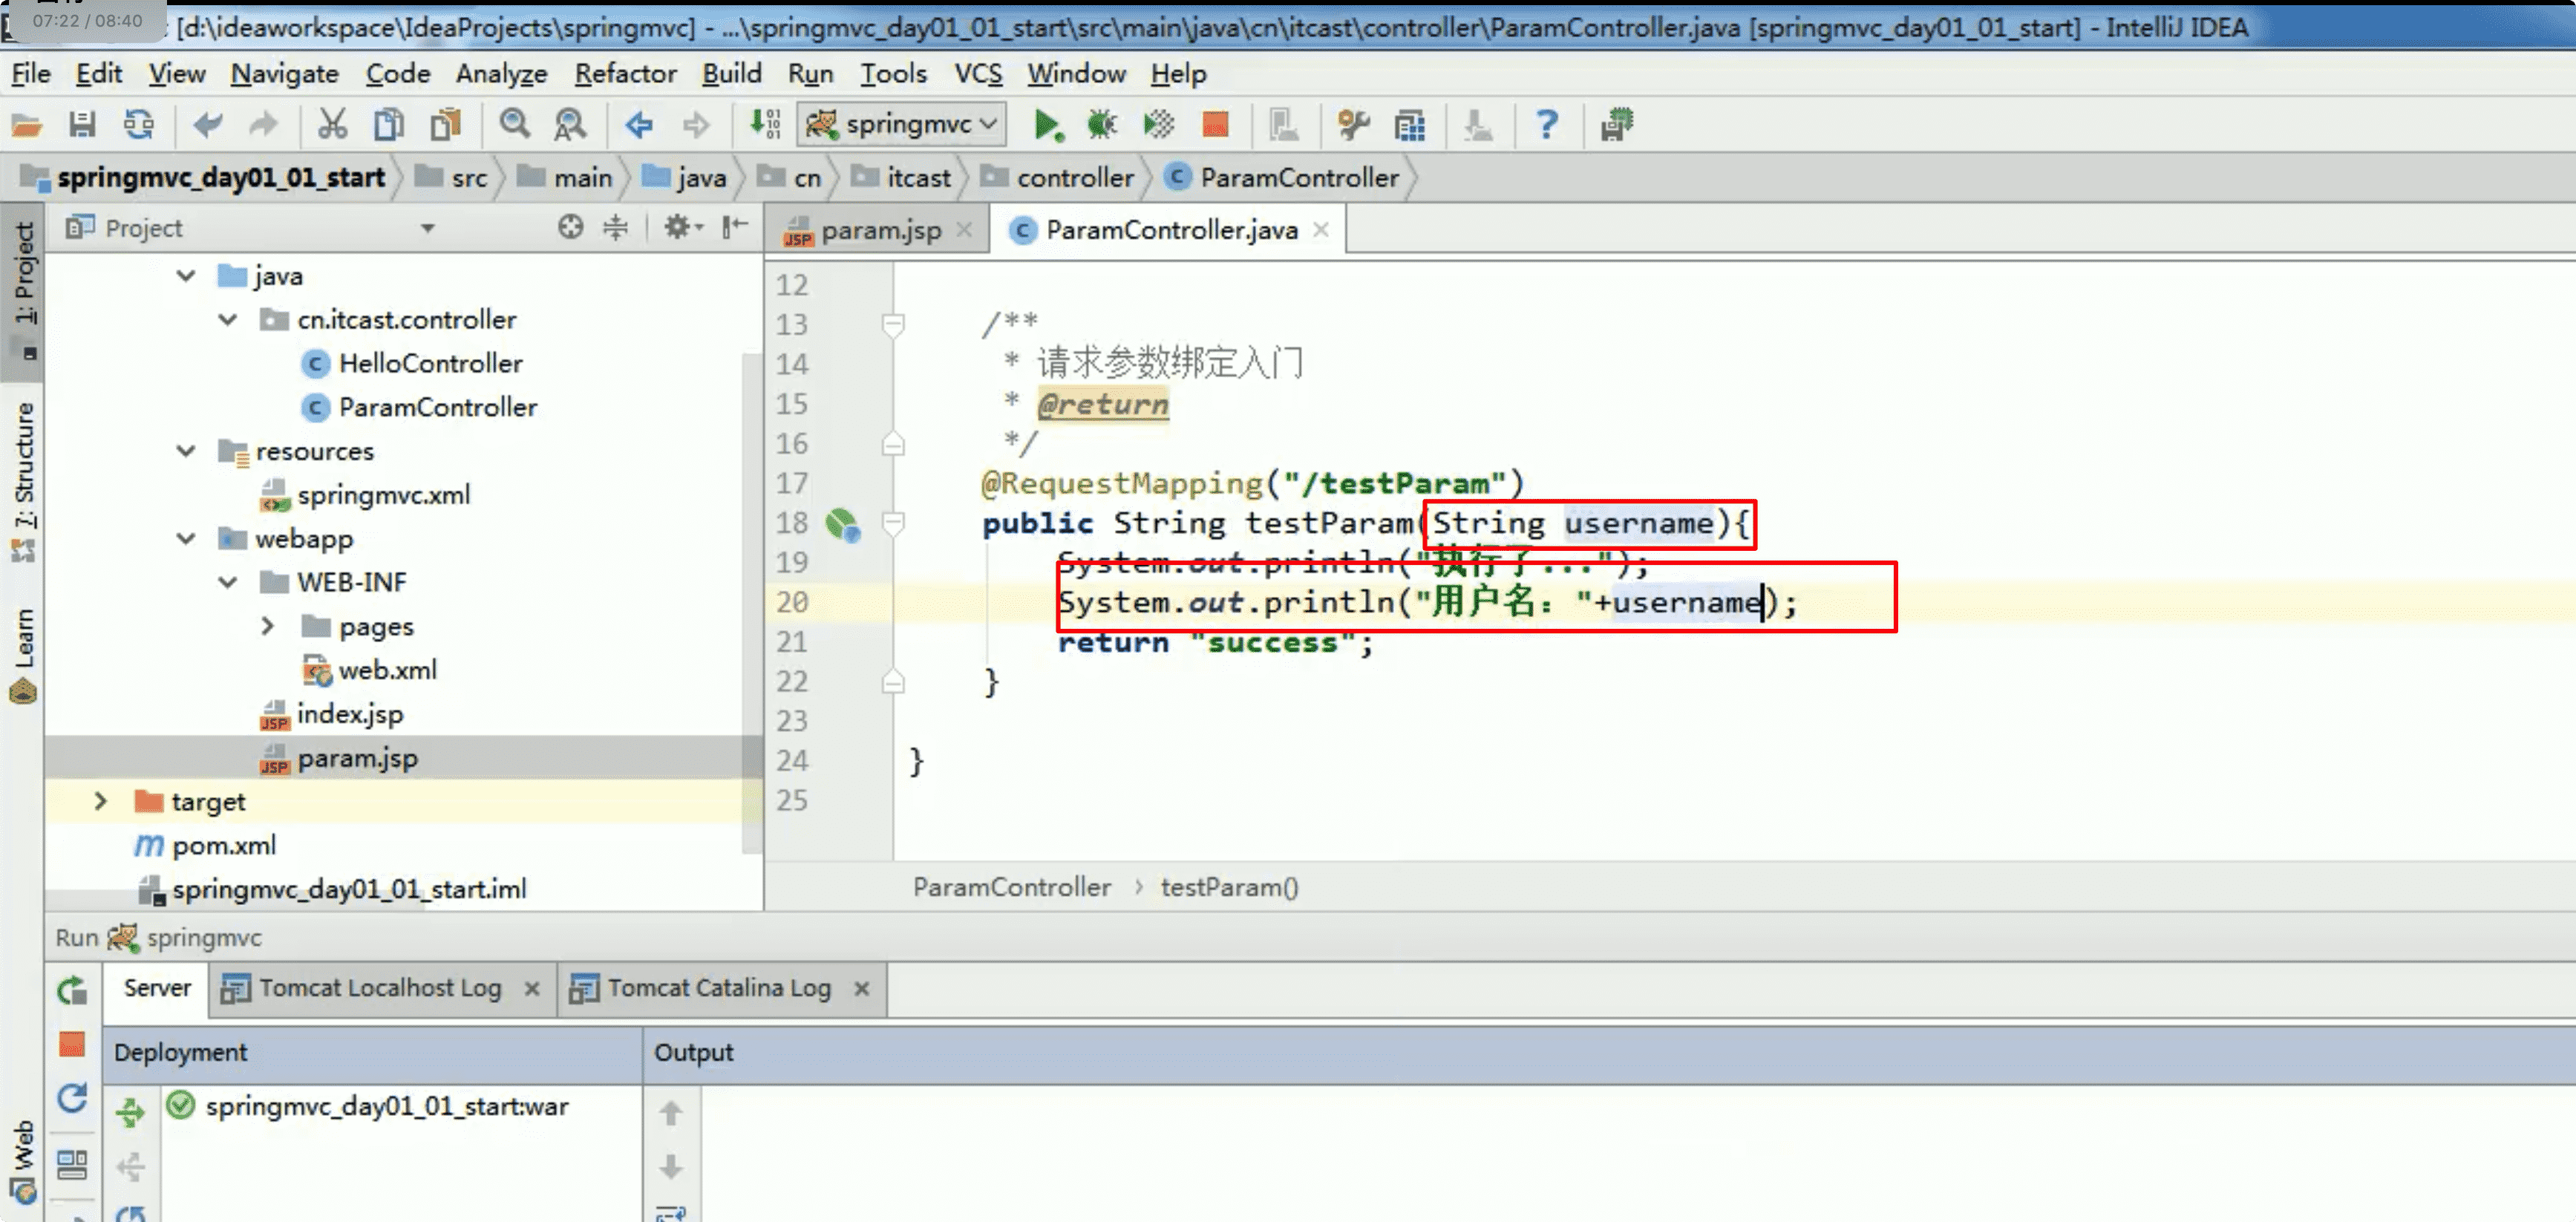 07:22 / 08:40
[d:\ideaworkspace\IdeaProjects\springmvc] - ...\springmvc_day01_01_start\src\main\java\cn\itcast\controller\ParamController.java [springmvc_day01_01_start] - IntelliJ IDEA
File Edit View Navigate Code Analyze Refactor Build Run Tools VCS Window Help
springmvc
springmvc_day01_01_start src main java cn itcast controller ParamController
1: Project
7: Structure
Learn
Web
Project
java
cn.itcast.controller
HelloController
ParamController
resources
springmvc.xml
webapp
WEB-INF
pages
web.xml
index.jsp
param.jsp
target
pom.xml
springmvc_day01_01_start.iml
param.jsp ParamController.java
12
13 /**
14 * 请求参数绑定入门
15 * @return
16 */
17 @RequestMapping("/testParam")
18 public String testParam(String username){
19 System.out.println("执行了...");
20 System.out.println("用户名："+username);
21 return "success";
22 }
23
24 }
25
ParamController › testParam()
Run springmvc
Server Tomcat Localhost Log Tomcat Catalina Log
Deployment Output
springmvc_day01_01_start:war